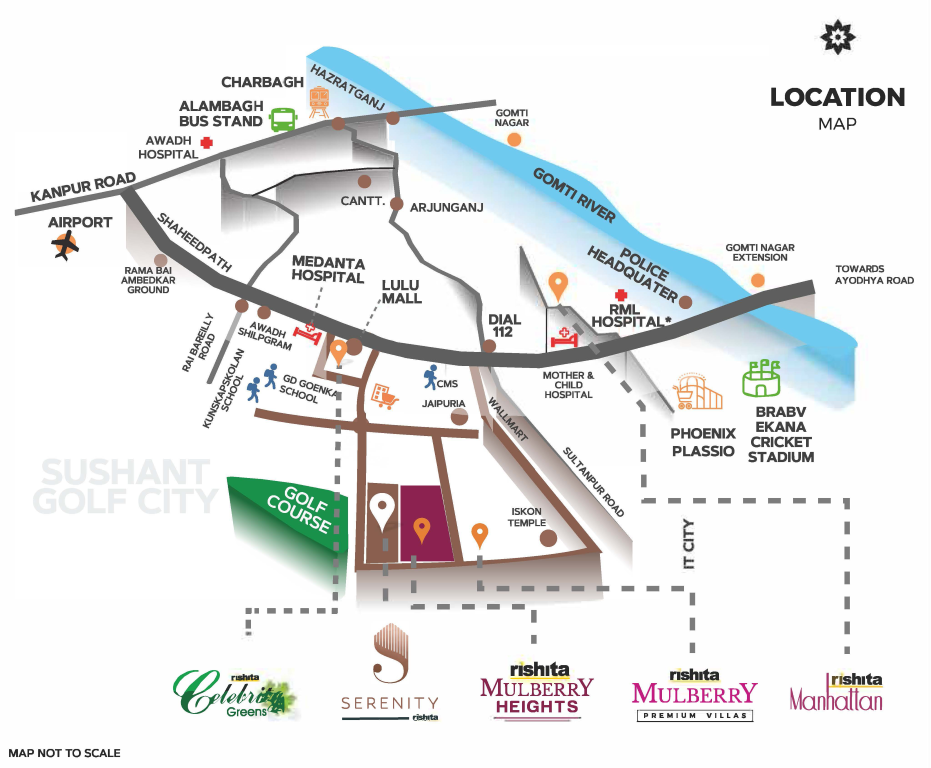 LOCATION
MAP
CHARBAGH
HAZRATGANJ
ALAMBAGH
BUS STAND
AWADH
HOSPITAL
GOMTI
NAGAR
KANPUR ROAD
GOMTI RIVER
CANTT.
ARJUNGANJ
AIRPORT
SHAHEEDPATH
RAMA BAI
AMBEDKAR
GROUND
MEDANTA
HOSPITAL
LULU
MALL
POLICE
HEADQUATER
GOMTI NAGAR
EXTENSION
TOWARDS
AYODHYA ROAD
RML
HOSPITAL*
DIAL
112
RAI BAREILLY
ROAD
AWADH
SHILPGRAM
KUNSKAPSKOLAN
SCHOOL
GD GOENKA
SCHOOL
CMS
JAIPURIA
MOTHER &
CHILD
HOSPITAL
WALLMART
SULTANPUR ROAD
PHOENIX
PLASSIO
BRABV
EKANA
CRICKET
STADIUM
SUSHANT
GOLF CITY
GOLF
COURSE
ISKON
TEMPLE
IT CITY
rishita
Celebrity
Greens
S
SERENITY
rishita
rishita
MULBERRY
HEIGHTS
rishita
MULBERRY
PREMIUM VILLAS
rishita
Manhattan
MAP NOT TO SCALE